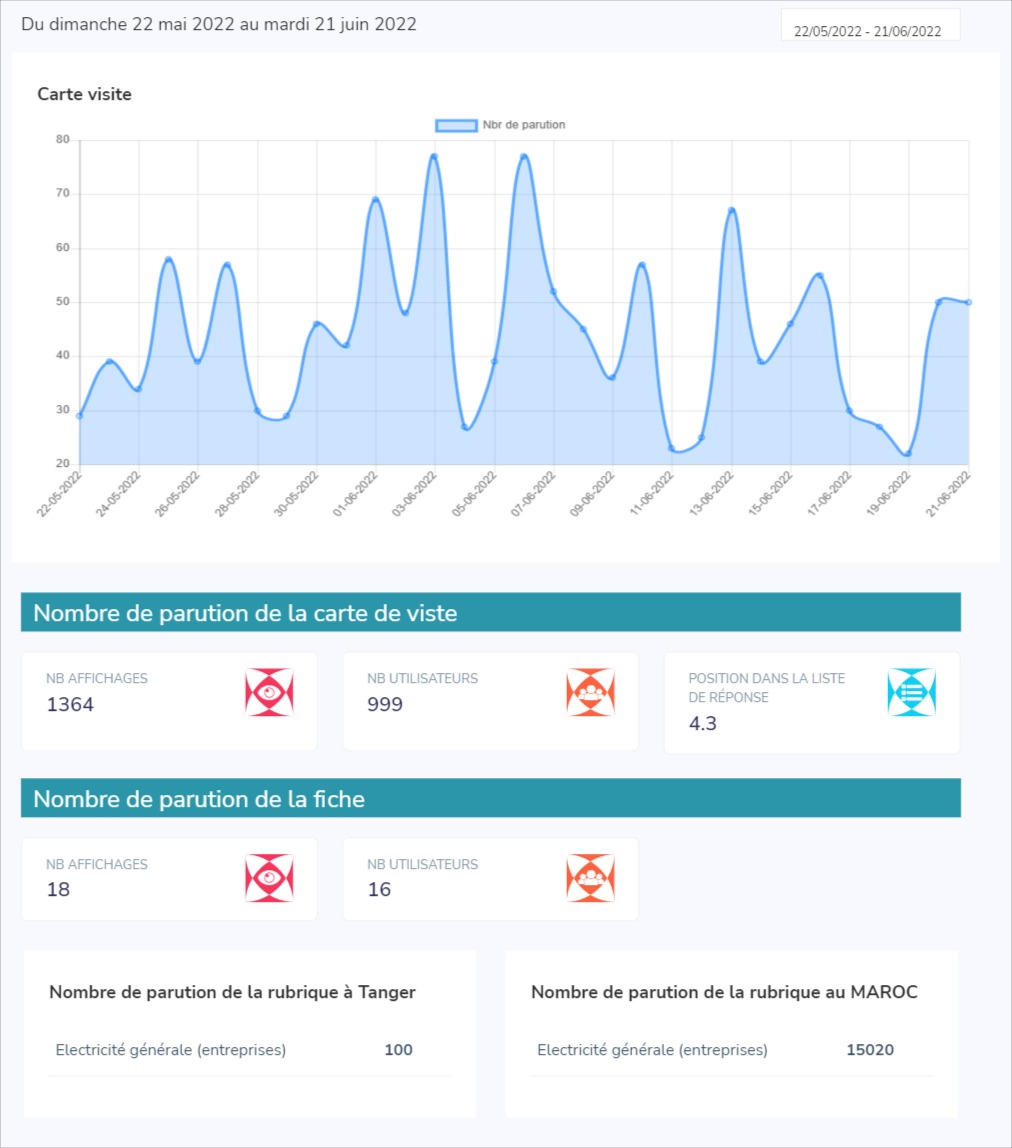 Du dimanche 22 mai 2022 au mardi 21 juin 2022
22/05/2022 - 21/06/2022
Carte visite
Nbr de parution
80
70
60
50
40
30
20
22-05-2022
24-05-2022
26-05-2022
28-05-2022
30-05-2022
01-06-2022
03-06-2022
05-06-2022
07-06-2022
09-06-2022
11-06-2022
13-06-2022
15-06-2022
17-06-2022
19-06-2022
21-06-2022
Nombre de parution de la carte de viste
NB AFFICHAGES
1364
NB UTILISATEURS
999
POSITION DANS LA LISTE
DE RÉPONSE
4.3
Nombre de parution de la fiche
NB AFFICHAGES
18
NB UTILISATEURS
16
Nombre de parution de la rubrique à Tanger
Electricité générale (entreprises) 100
Nombre de parution de la rubrique au MAROC
Electricité générale (entreprises) 15020